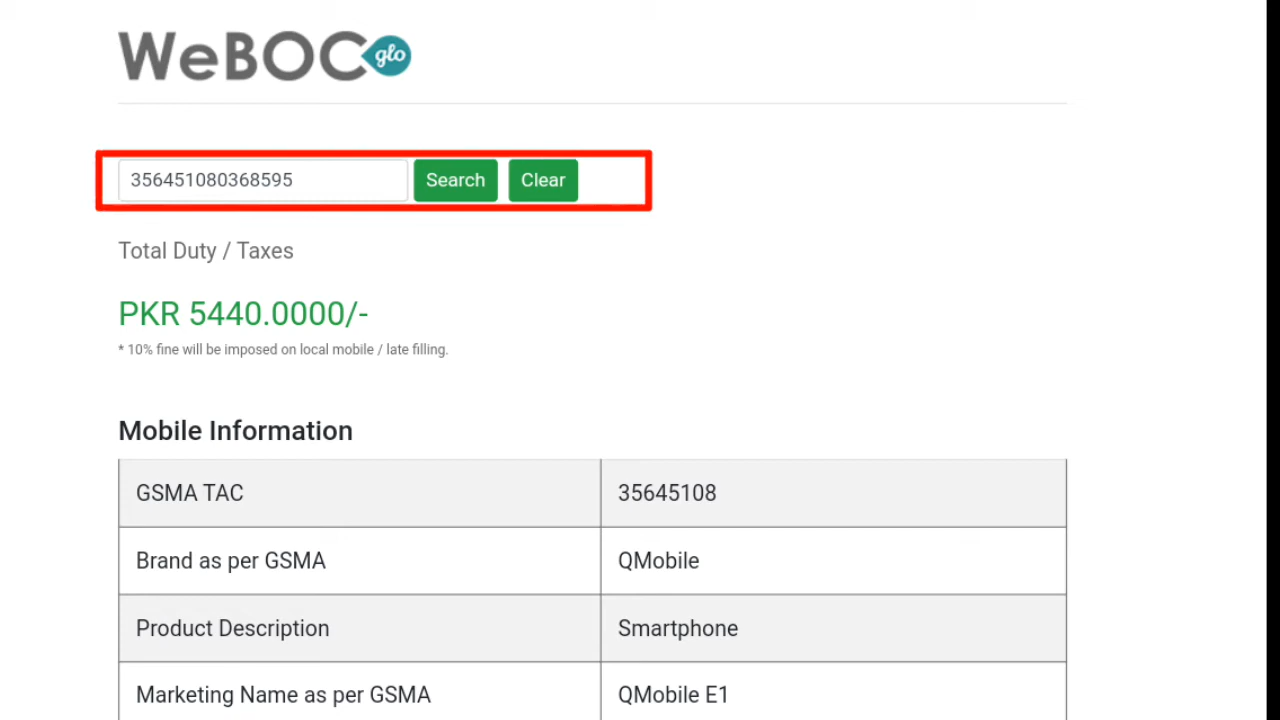 WeBOC glo
356451080368595 Search Clear
Total Duty / Taxes
PKR 5440.0000/-
* 10% fine will be imposed on local mobile / late filling.
Mobile Information
GSMA TAC 35645108
Brand as per GSMA QMobile
Product Description Smartphone
Marketing Name as per GSMA QMobile E1